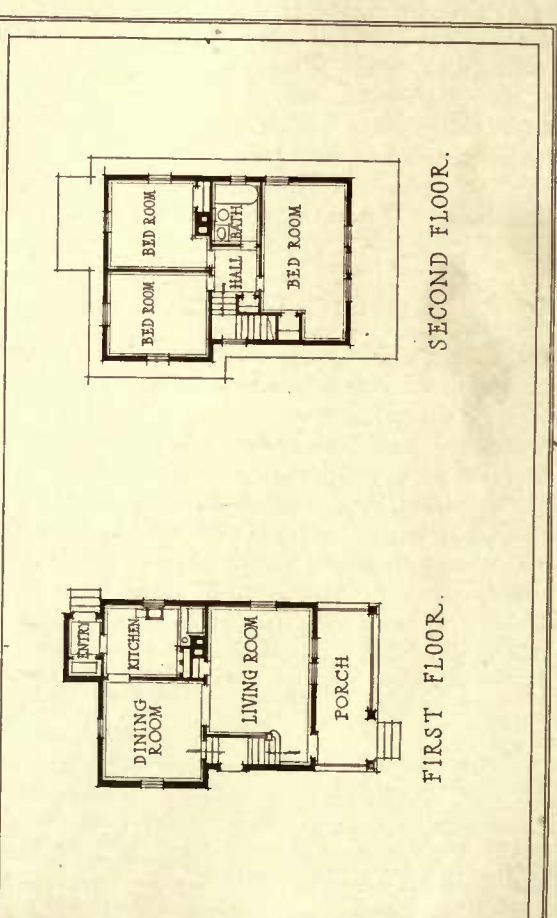 ENTRY
KITCHEN
DINING
ROOM
LIVING ROOM
PORCH
FIRST FLOOR.
BED ROOM
BED ROOM
BATH
HALL
BED ROOM
SECOND FLOOR.